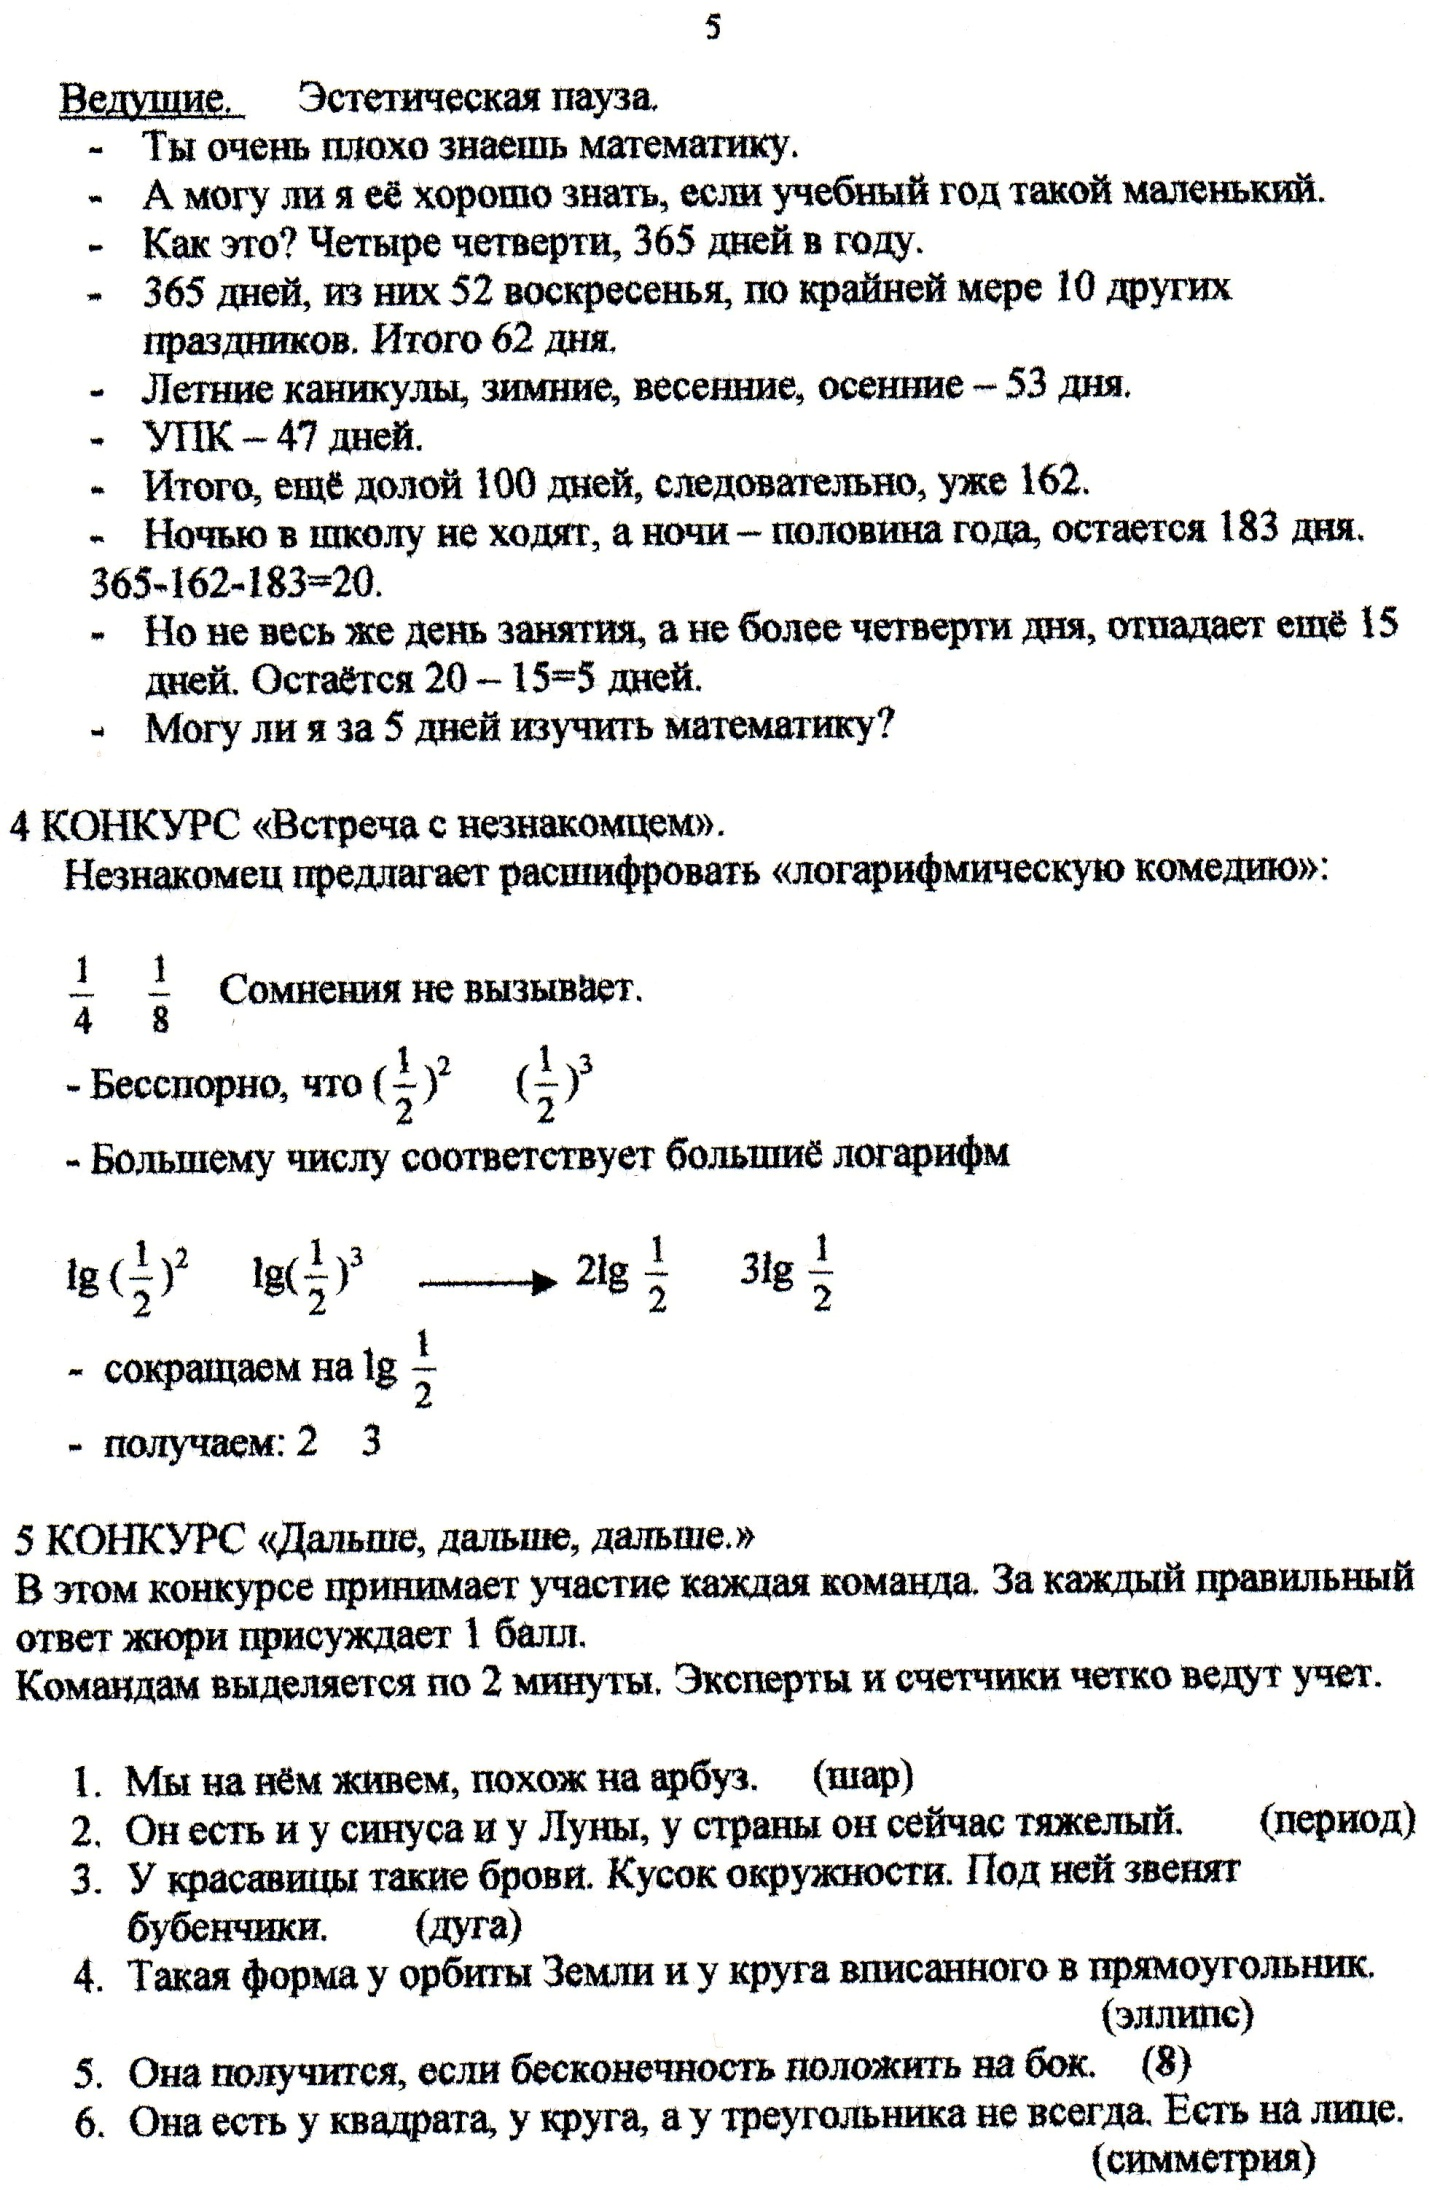 5
Ведущие. Эстетическая пауза.
- Ты очень плохо знаешь математику.
- А могу ли я её хорошо знать, если учебный год такой маленький.
- Как это? Четыре четверти, 365 дней в году.
- 365 дней, из них 52 воскресенья, по крайней мере 10 других
праздников. Итого 62 дня.
- Летние каникулы, зимние, весенние, осенние – 53 дня.
- УПК – 47 дней.
- Итого, ещё долой 100 дней, следовательно, уже 162.
- Ночью в школу не ходят, а ночи – половина года, остается 183 дня.
365-162-183=20.
- Но не весь же день занятия, а не более четверти дня, отпадает ещё 15
дней. Остаётся 20 – 15=5 дней.
- Могу ли я за 5 дней изучить математику?
4 КОНКУРС «Встреча с незнакомцем».
Незнакомец предлагает расшифровать «логарифмическую комедию»:
1/4 1/8 Сомнения не вызывает.
- Бесспорно, что (1/2)² (1/2)³
- Большему числу соответствует большиё логарифм
lg (1/2)² lg(1/2)³ → 2lg 1/2 3lg 1/2
- сокращаем на lg 1/2
- получаем: 2 3
5 КОНКУРС «Дальше, дальше, дальше.»
В этом конкурсе принимает участие каждая команда. За каждый правильный
ответ жюри присуждает 1 балл.
Командам выделяется по 2 минуты. Эксперты и счетчики четко ведут учет.
1. Мы на нём живем, похож на арбуз. (шар)
2. Он есть и у синуса и у Луны, у страны он сейчас тяжелый. (период)
3. У красавицы такие брови. Кусок окружности. Под ней звенят
бубенчики. (дуга)
4. Такая форма у орбиты Земли и у круга вписанного в прямоугольник.
(эллипс)
5. Она получится, если бесконечность положить на бок. (8)
6. Она есть у квадрата, у круга, а у треугольника не всегда. Есть на лице.
(симметрия)